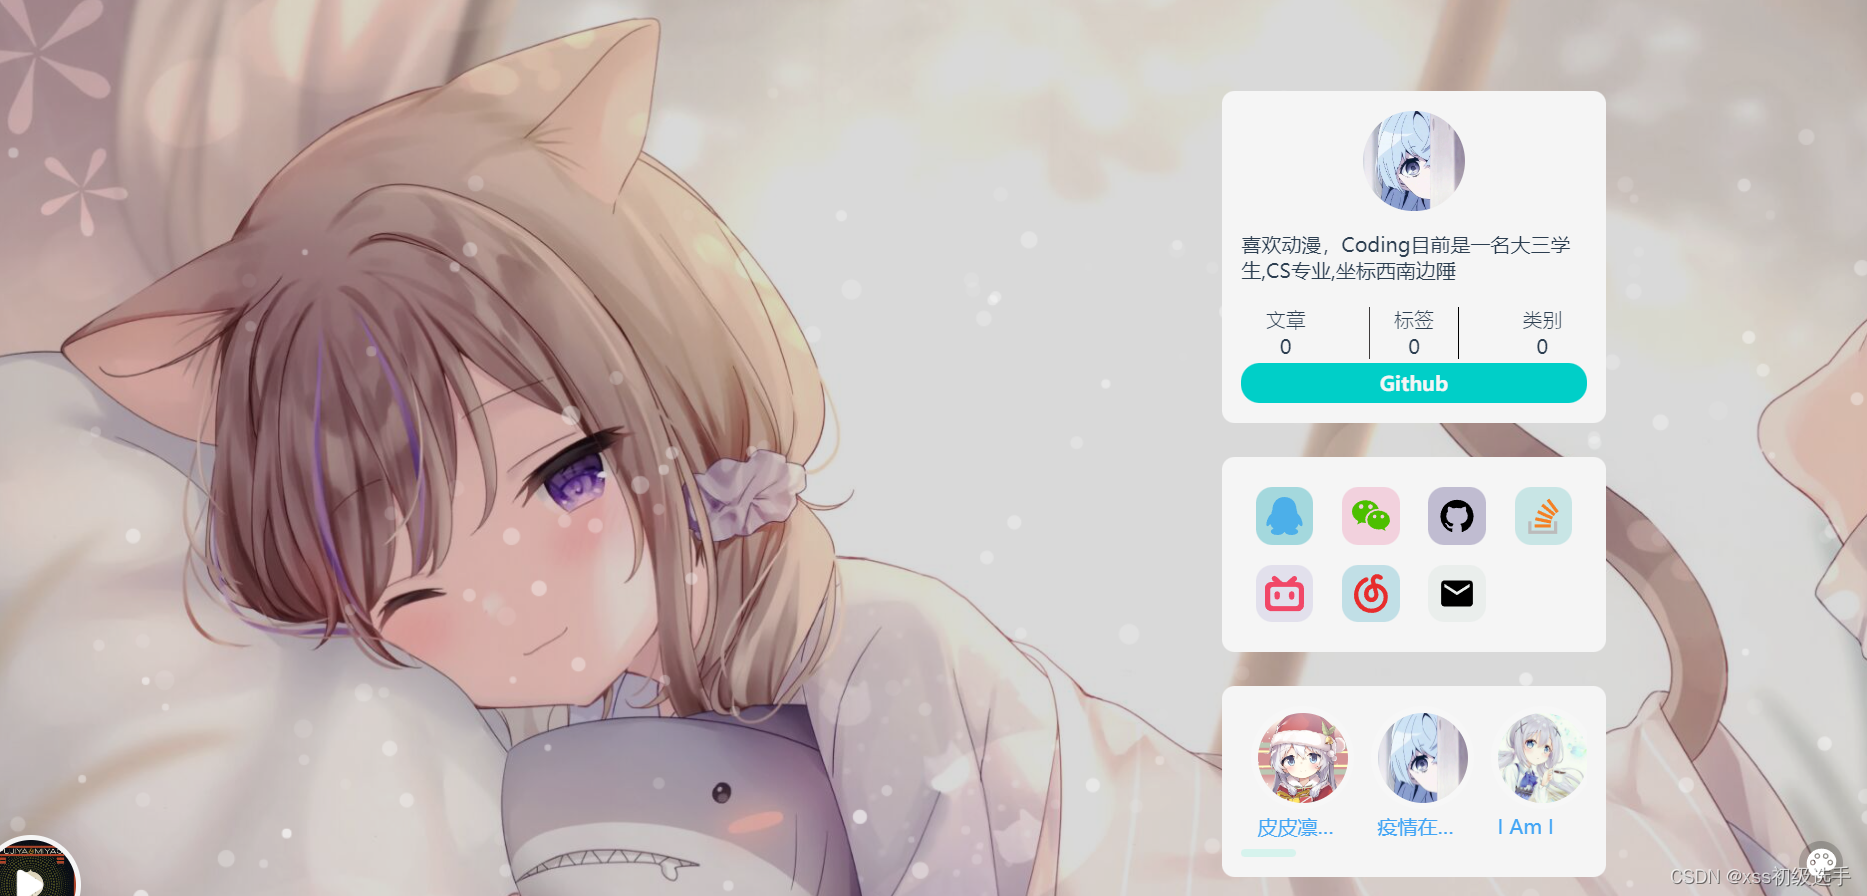 喜欢动漫，Coding目前是一名大三学
生,CS专业,坐标西南边陲
文章 标签 类别
0 0 0
Github
皮皮凛... 疫情在... I Am I
CSDN @xss初级选手